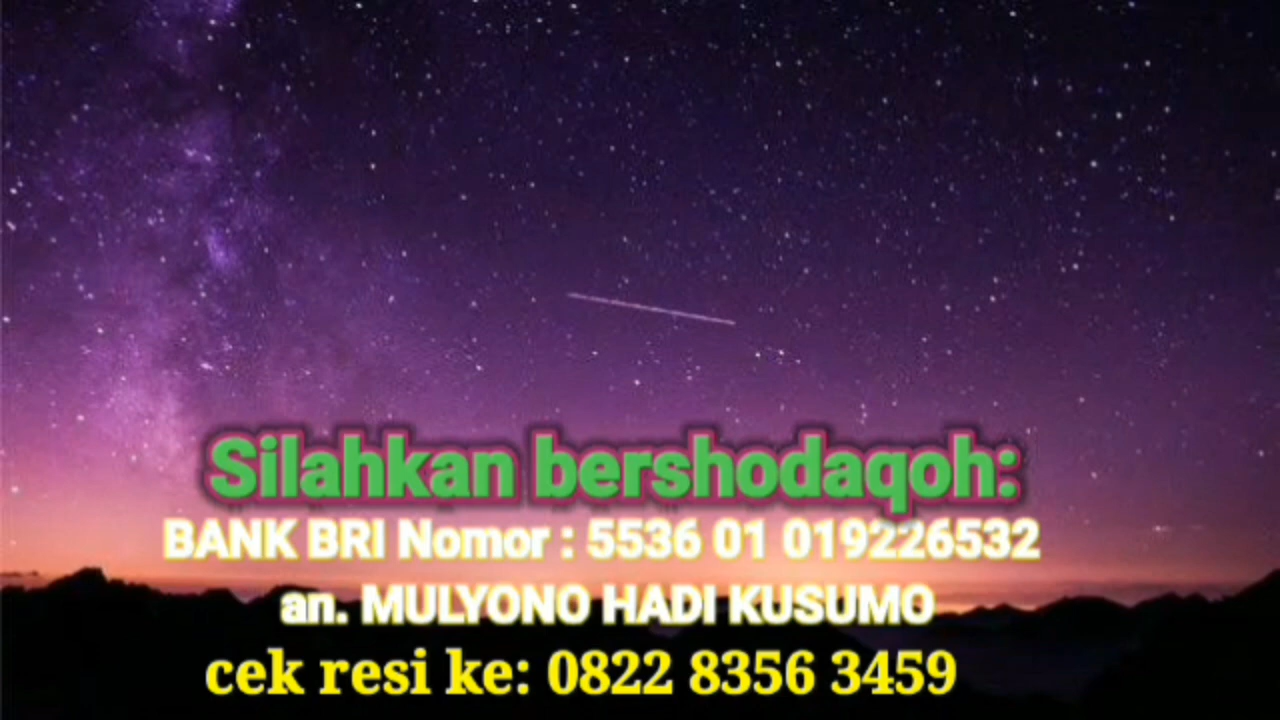 Silahkan bershodaqoh:
BANK BRI Nomor : 5536 01 019226532
an. MULYONO HADI KUSUMO
cek resi ke: 0822 8356 3459